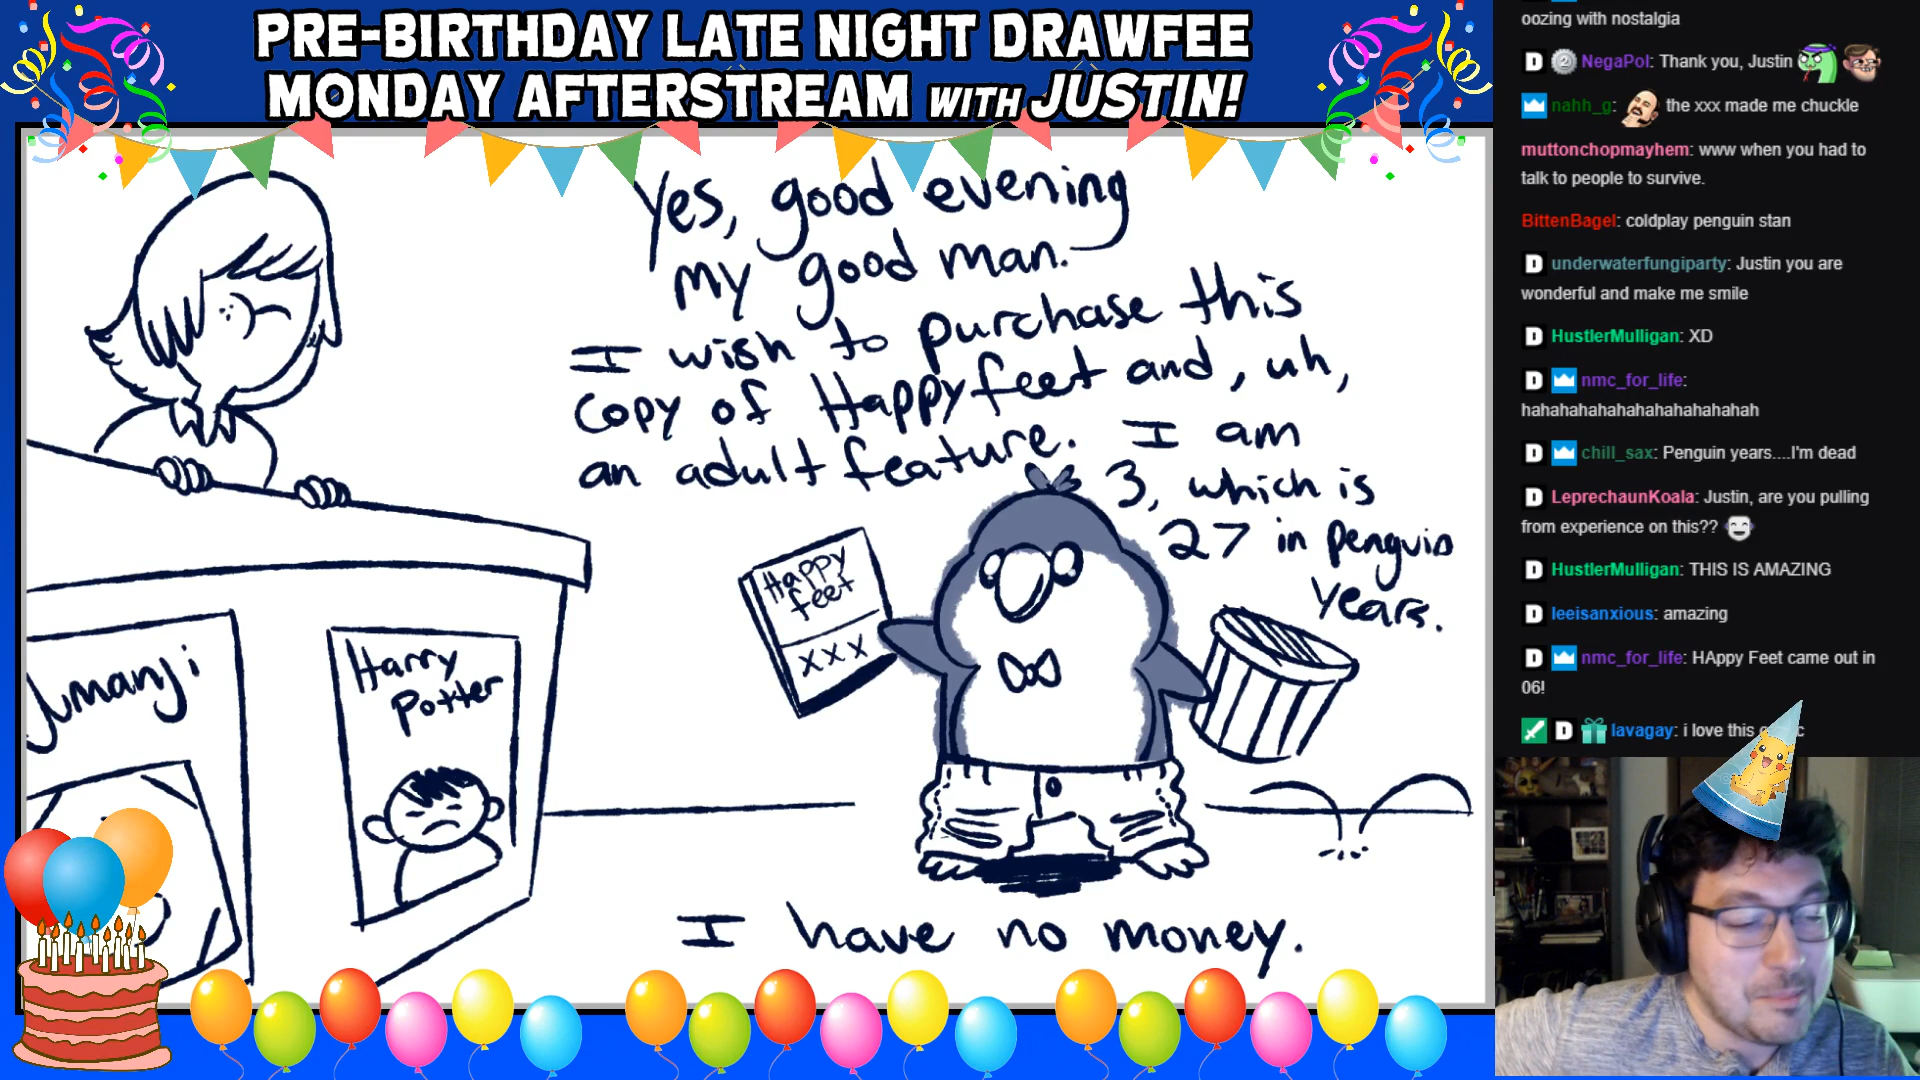 PRE-BIRTHDAY LATE NIGHT DRAWFEE
MONDAY AFTERSTREAM WITH JUSTIN!
Yes, good evening
my good man.
I wish to purchase this
copy of Happy feet and, uh,
an adult feature. I am
3, which is
27 in penguin
years.
Happy
feet
XXX
Jumanji
Harry
Potter
I have no money.
oozing with nostalgia
2 NegaPol: Thank you, Justin
nahh_g: the xxx made me chuckle
muttonchopmayhem: www when you had to
talk to people to survive.
BittenBagel: coldplay penguin stan
underwaterfungiparty: Justin you are
wonderful and make me smile
HustlerMulligan: XD
nmc_for_life:
hahahahahahahahahahahah
chill_sax: Penguin years....I'm dead
LeprechaunKoala: Justin, are you pulling
from experience on this??
HustlerMulligan: THIS IS AMAZING
leeisanxious: amazing
nmc_for_life: HAppy Feet came out in
06!
lavagay: i love this